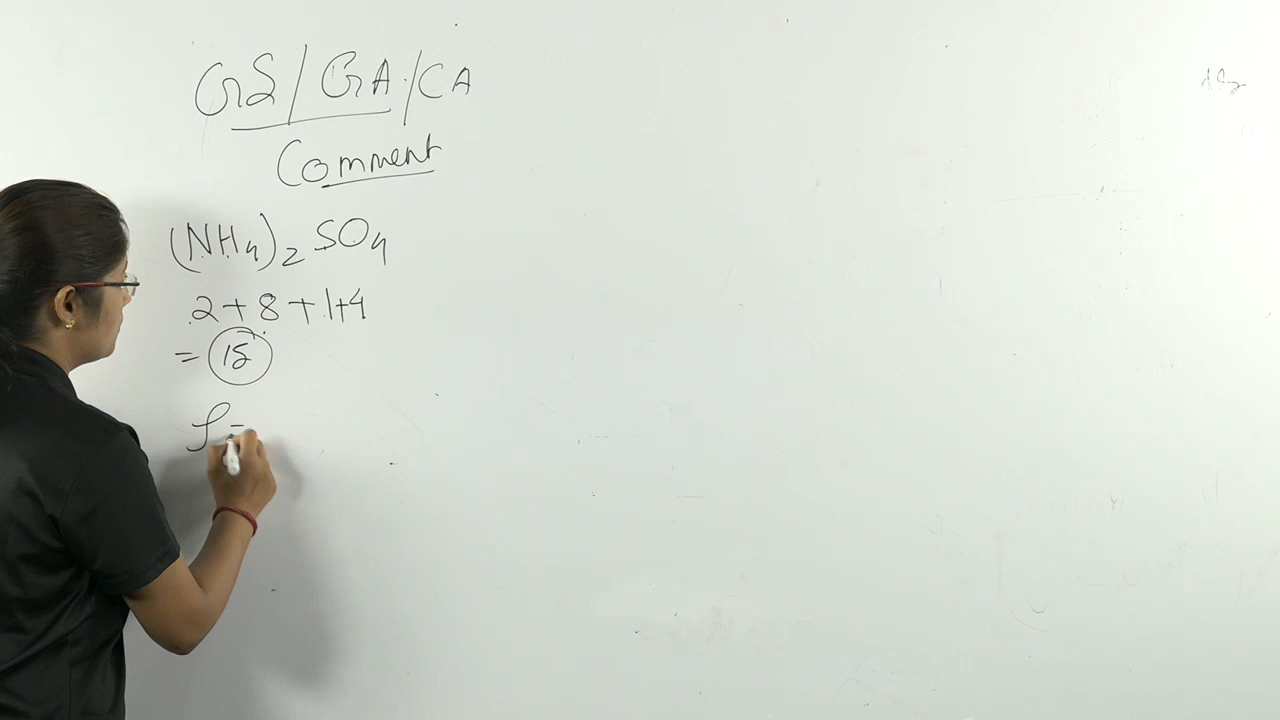 GS / GA / CA
Comment
(NH4)2 SO4
2 + 8 + 1 + 4
= 15
f =